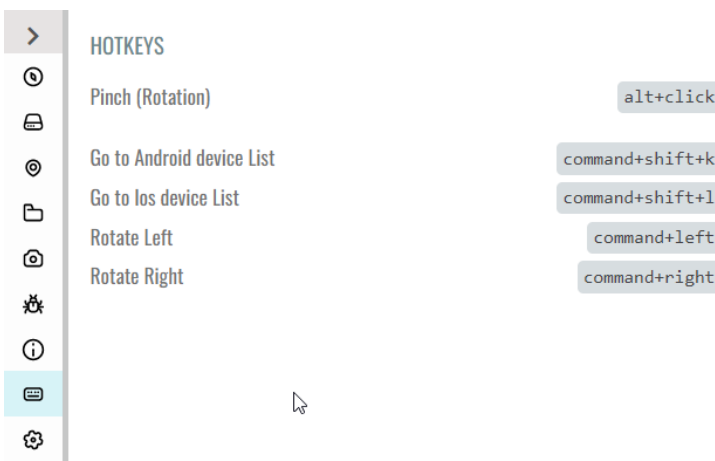 HOTKEYS
Pinch (Rotation) alt+click
Go to Android device List command+shift+k
Go to Ios device List command+shift+l
Rotate Left command+left
Rotate Right command+right